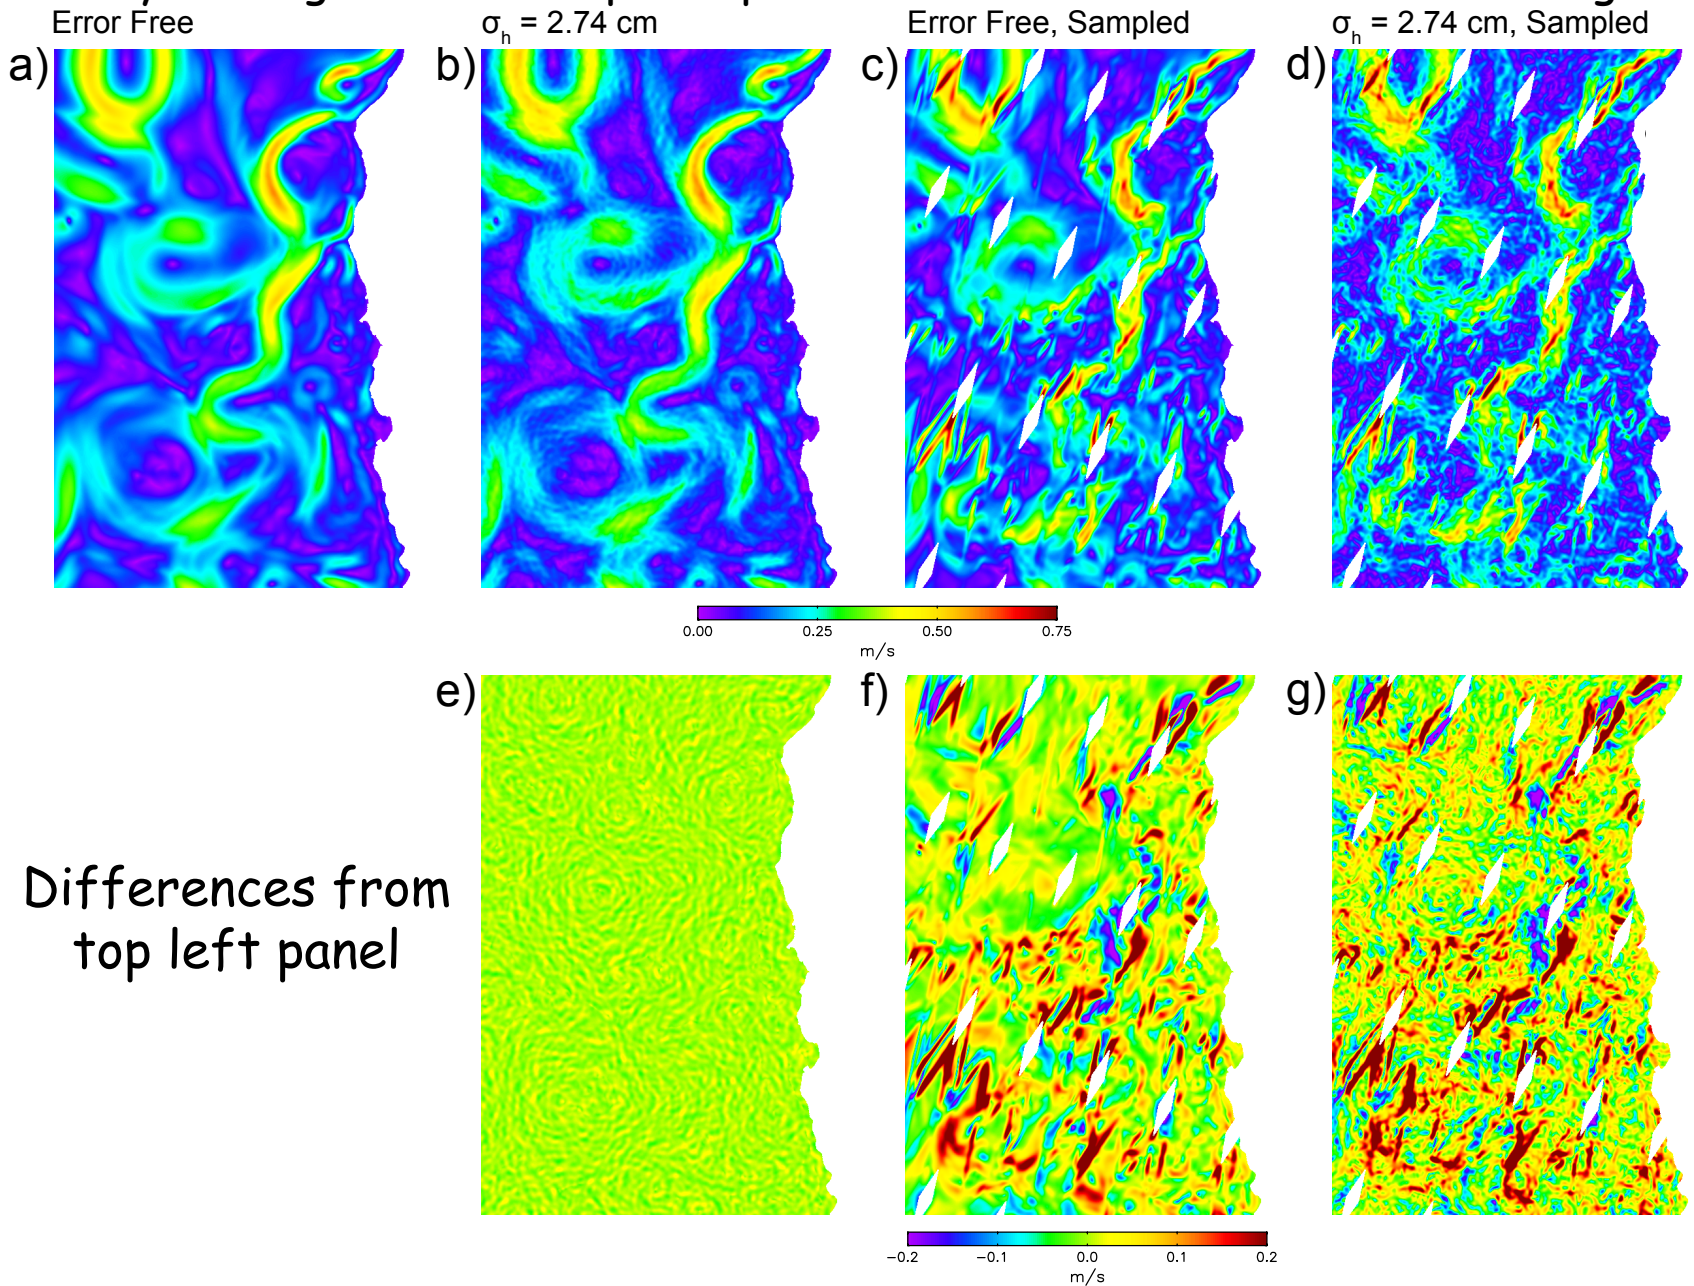 Error Free
σh = 2.74 cm
Error Free, Sampled
σh = 2.74 cm, Sampled
a)
b)
c)
d)
0.00 0.25 0.50 0.75
m/s
e)
f)
g)
Differences from
top left panel
−0.2 −0.1 0.0 0.1 0.2
m/s